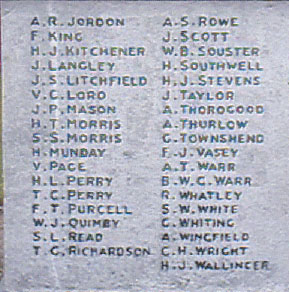 A.R. JORDON
F. KING
H.J. KITCHENER
J. LANGLEY
J.S. LITCHFIELD
V.C. LORD
J.P. MASON
H.T. MORRIS
S.S. MORRIS
H. MUNDAY
V. PAGE
H.L. PERRY
T.C. PERRY
F.T. PURCELL
W.J. QUIMBY
S.L. READ
T.G. RICHARDSON
A.S. ROWE
J. SCOTT
W.B. SOUSTER
H. SOUTHWELL
H.J. STEVENS
J. TAYLOR
A. THOROGOOD
A. THURLOW
G. TOWNSHEND
F.J. VASEY
A.T. WARR
B.W.G. WARR
R. WHATLEY
S.W. WHITE
G. WHITING
A. WINGFIELD
C.H. WRIGHT
H.J. WALLINGER